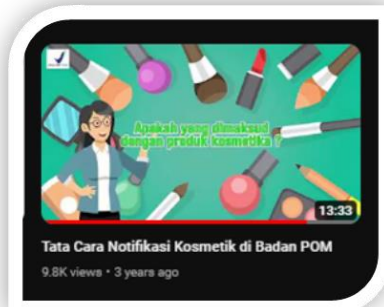 Apakah yang dimaksud
dengan produk kosmetika ?
13:33
Tata Cara Notifikasi Kosmetik di Badan POM
9.8K views • 3 years ago